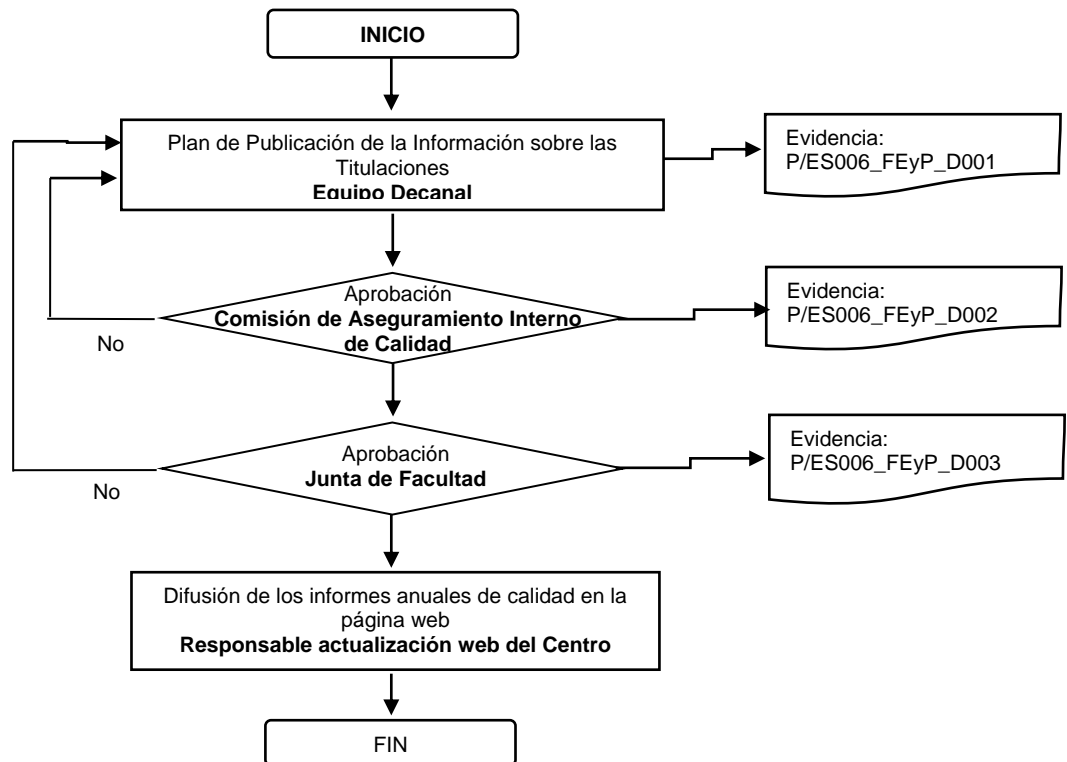 INICIO
Plan de Publicación de la Información sobre las
Titulaciones
Equipo Decanal
Evidencia:
P/ES006_FEyP_D001
Aprobación
Comisión de Aseguramiento Interno
de Calidad
No
Evidencia:
P/ES006_FEyP_D002
Aprobación
Junta de Facultad
No
Evidencia:
P/ES006_FEyP_D003
Difusión de los informes anuales de calidad en la
página web
Responsable actualización web del Centro
FIN